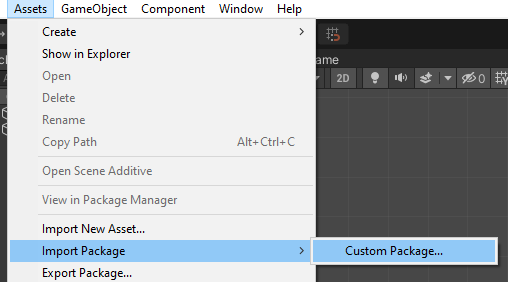 Assets GameObject Component Window Help
Create
Show in Explorer
ame
Open
2D
0
Delete
Rename
Copy Path Alt+Ctrl+C
Open Scene Additive
View in Package Manager
Import New Asset...
Import Package Custom Package...
Export Package...